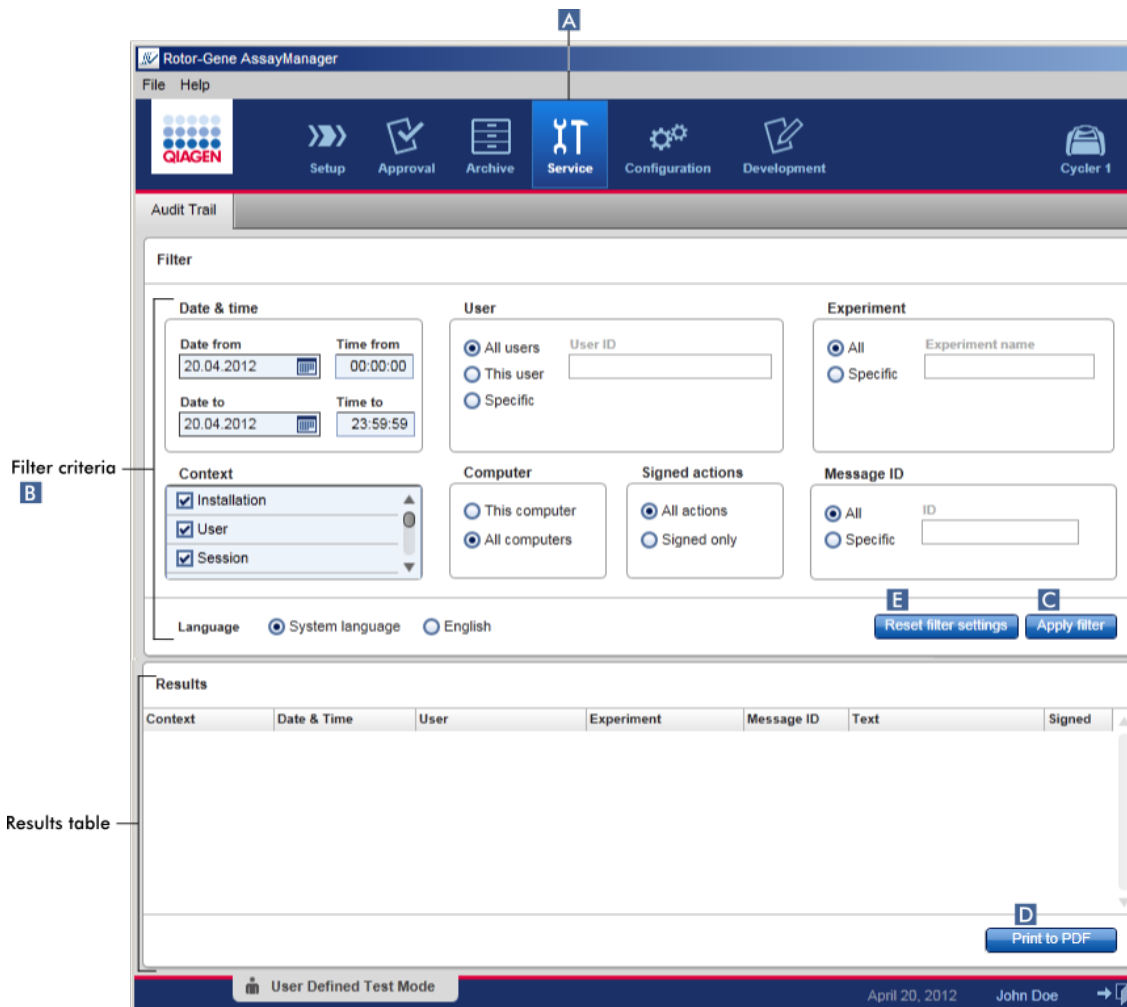 A
Rotor-Gene AssayManager
File Help
QIAGEN
Setup Approval Archive Service Configuration Development Cycler 1
Audit Trail
Filter
Date & time User Experiment
Date from Time from All users User ID All Experiment name
20.04.2012 00:00:00 This user Specific
Date to Time to Specific
20.04.2012 23:59:59
Filter criteria
B
Context Computer Signed actions Message ID
Installation This computer All actions All ID
User All computers Signed only Specific
Session
E C
Language System language English Reset filter settings Apply filter
Results
Context Date & Time User Experiment Message ID Text Signed
Results table
D
Print to PDF
User Defined Test Mode April 20, 2012 John Doe